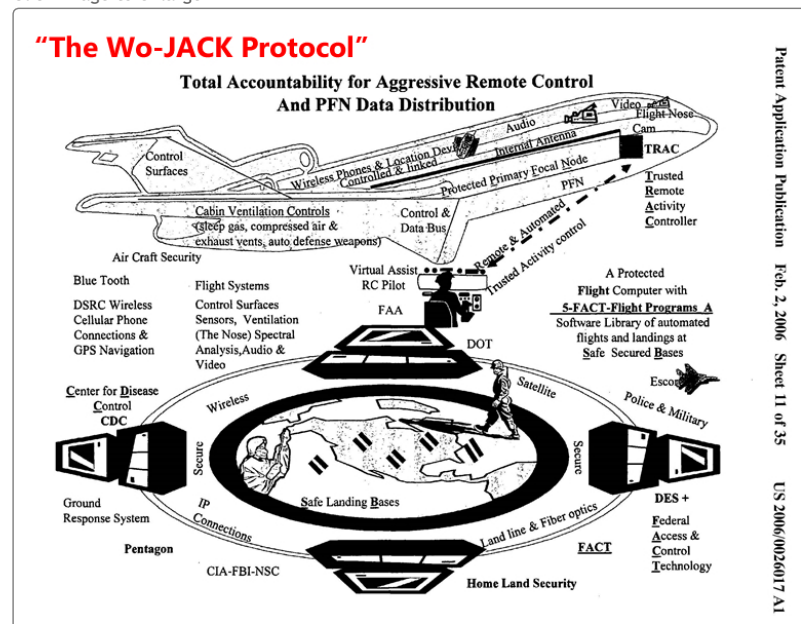 “The Wo-JACK Protocol”
Total Accountability for Aggressive Remote Control
And PFN Data Distribution
Video
Flight Nose
Cam
Audio
Internal Antenna
Wireless Phones & Location Devi
Controlled & linked
Control
Surfaces
TRAC
Protected Primary Focal Node
PFN
Trusted
Remote
Activity
Controller
Cabin Ventilation Controls
(sleep gas, compressed air &
exhaust vents, auto defense weapons)
Control &
Data Bus
Remote & Automated
Trusted Activity control
Air Craft Security
Virtual Assist
RC Pilot
Blue Tooth
DSRC Wireless
Cellular Phone
Connections &
GPS Navigation
Flight Systems
Control Surfaces
Sensors, Ventilation
(The Nose) Spectral
Analysis,Audio &
Video
FAA
DOT
A Protected
Flight Computer with
5-FACT-Flight Programs A
Software Library of automated
flights and landings at
Safe Secured Bases
Escor
Police & Military
Center for Disease
Control
CDC
Wireless
Satellite
Secure
Secure
Safe Landing Bases
IP
Connections
Land line & Fiber optics
Ground
Response System
Pentagon
CIA-FBI-NSC
Home Land Security
FACT
DES +
Federal
Access &
Control
Technology
Patent Application Publication Feb. 2, 2006 Sheet 11 of 35 US 2006/0026017 A1